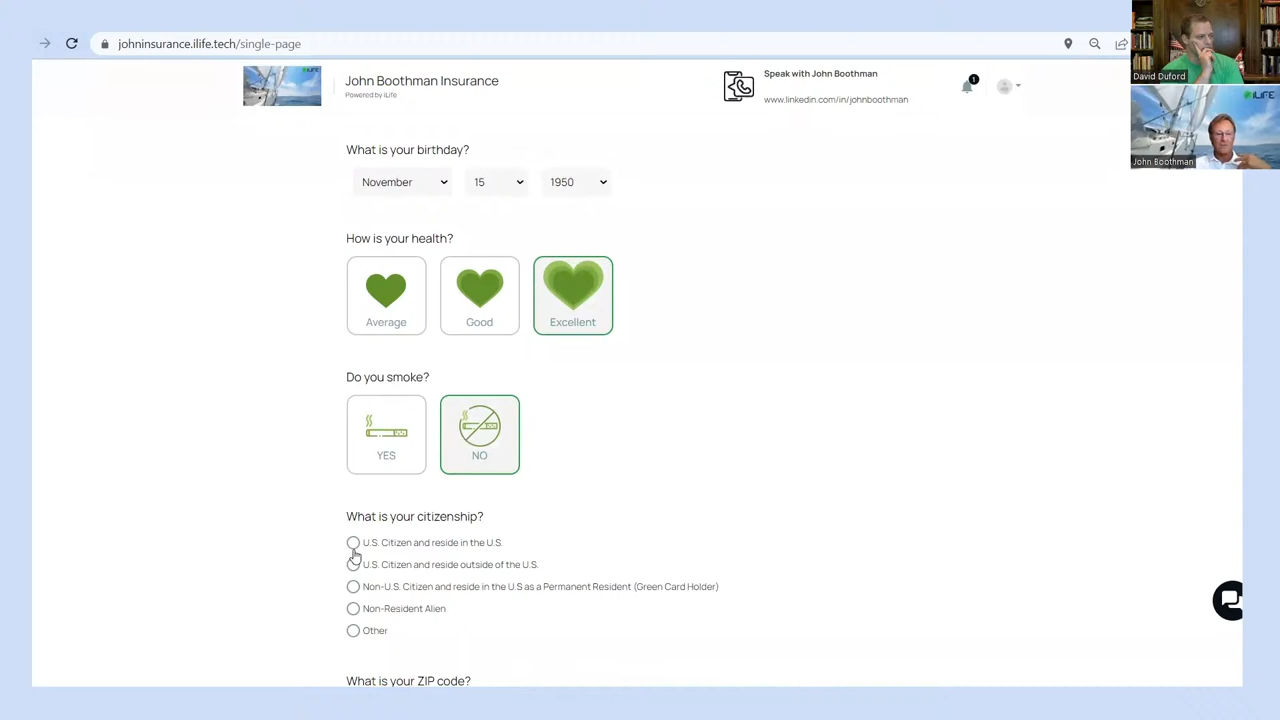 johninsurance.ilife.tech/single-page
David Duford
iLIFE
John Boothman
iLIFE
John Boothman Insurance
Powered by iLife
Speak with John Boothman
www.linkedin.com/in/johnboothman
1
What is your birthday?
November 15 1950
How is your health?
Average Good Excellent
Do you smoke?
YES NO
What is your citizenship?
U.S. Citizen and reside in the U.S.
U.S. Citizen and reside outside of the U.S.
Non-U.S. Citizen and reside in the U.S as a Permanent Resident (Green Card Holder)
Non-Resident Alien
Other
What is your ZIP code?